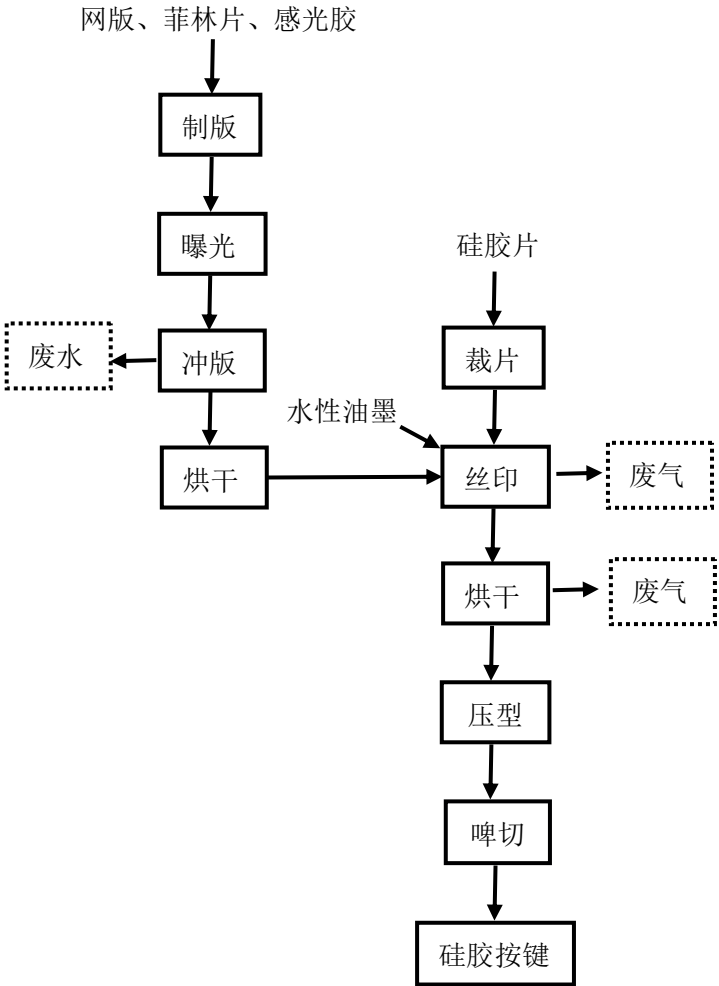 网版、菲林片、感光胶
制版
曝光
硅胶片
废水
冲版
裁片
水性油墨
烘干
丝印
废气
烘干
废气
压型
啤切
硅胶按键